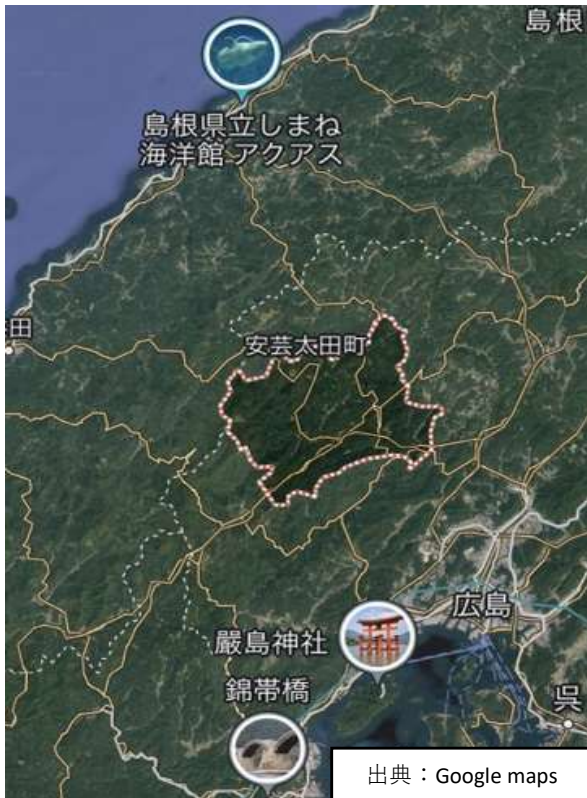 島根
島根県立しまね
海洋館 アクアス
田
安芸太田町
広島
嚴島神社
錦帯橋
呉
出典：Google maps